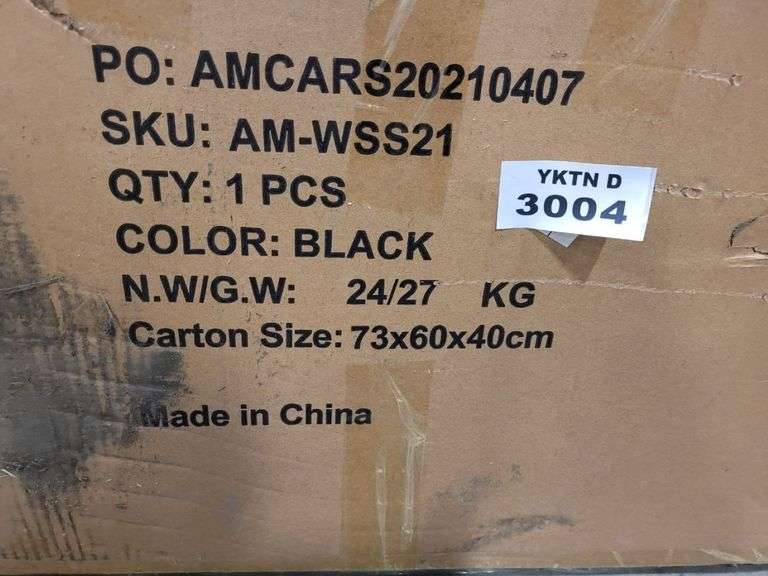 PO: AMCARS20210407
SKU: AM-WSS21
QTY: 1 PCS
COLOR: BLACK
N.W/G.W: 24/27 KG
Carton Size: 73x60x40cm
Made in China
YKTN D
3004